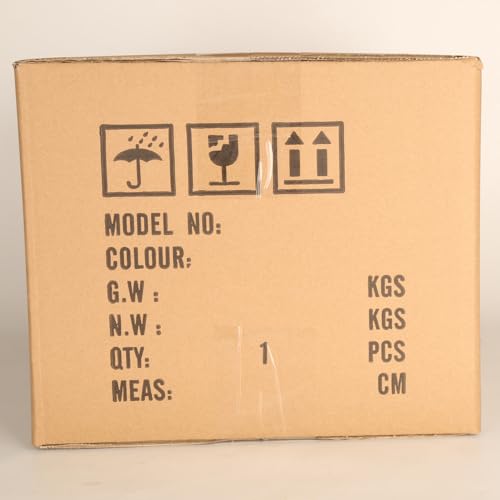 MODEL NO:
COLOUR:
G.W : KGS
N.W : KGS
QTY: 1 PCS
MEAS: CM